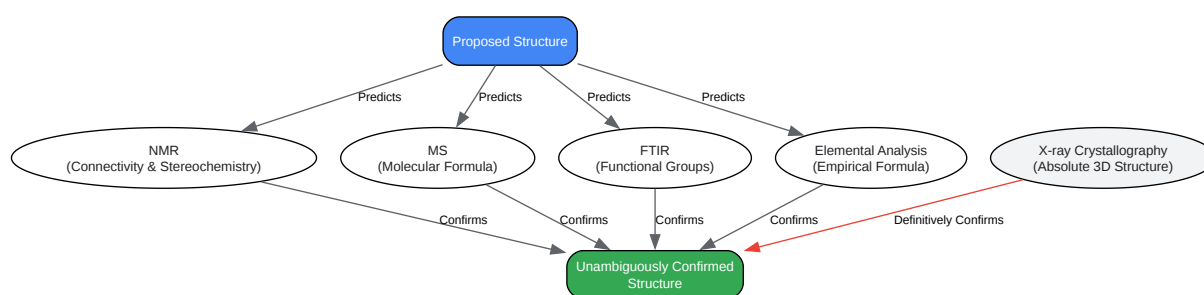 Proposed Structure
Predicts
Predicts
Predicts
Predicts
NMR
(Connectivity & Stereochemistry)
MS
(Molecular Formula)
FTIR
(Functional Groups)
Elemental Analysis
(Empirical Formula)
X-ray Crystallography
(Absolute 3D Structure)
Confirms
Confirms
Confirms
Confirms
Definitively Confirms
Unambiguously Confirmed
Structure